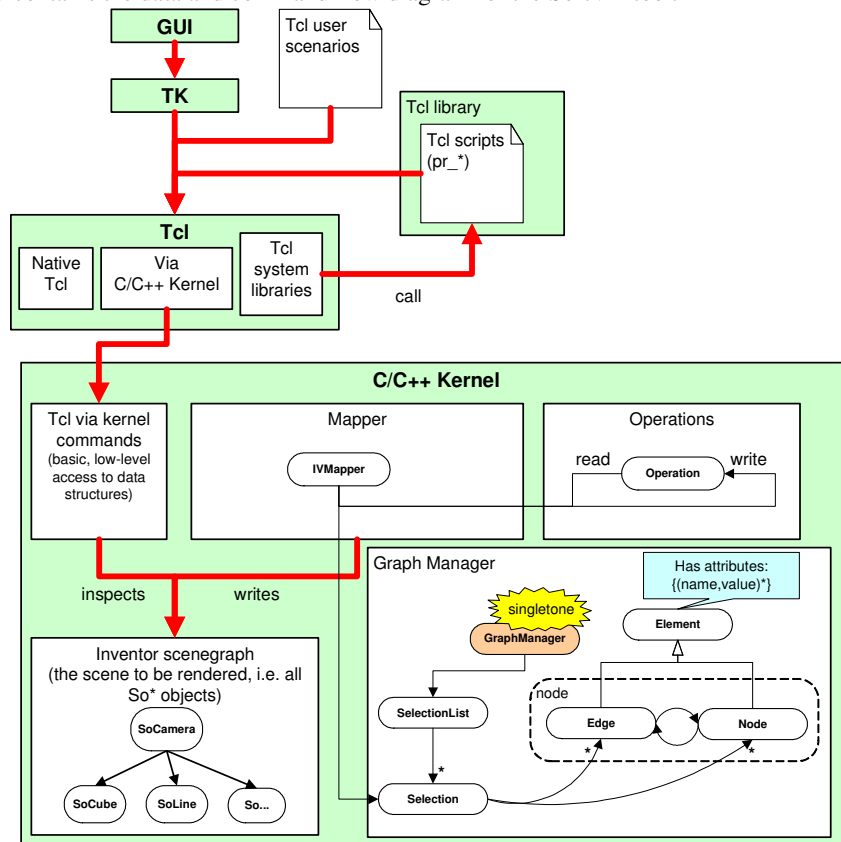 GUI
Tcl user
scenarios
TK
Tcl library
Tcl scripts
(pr_*)
Tcl
Native
Tcl
Via
C/C++ Kernel
Tcl
system
libraries
call
C/C++ Kernel
Tcl via kernel
commands
(basic, low-level
access to data
structures)
Mapper
IVMapper
Operations
read
write
Operation
inspects
writes
Graph Manager
Has attributes:
{(name,value)*}
singletone
GraphManager
Element
Inventor scenegraph
(the scene to be rendered, i.e. all
So* objects)
SoCamera
SoCube
SoLine
So...
node
SelectionList
Edge
Node
*
*
*
Selection